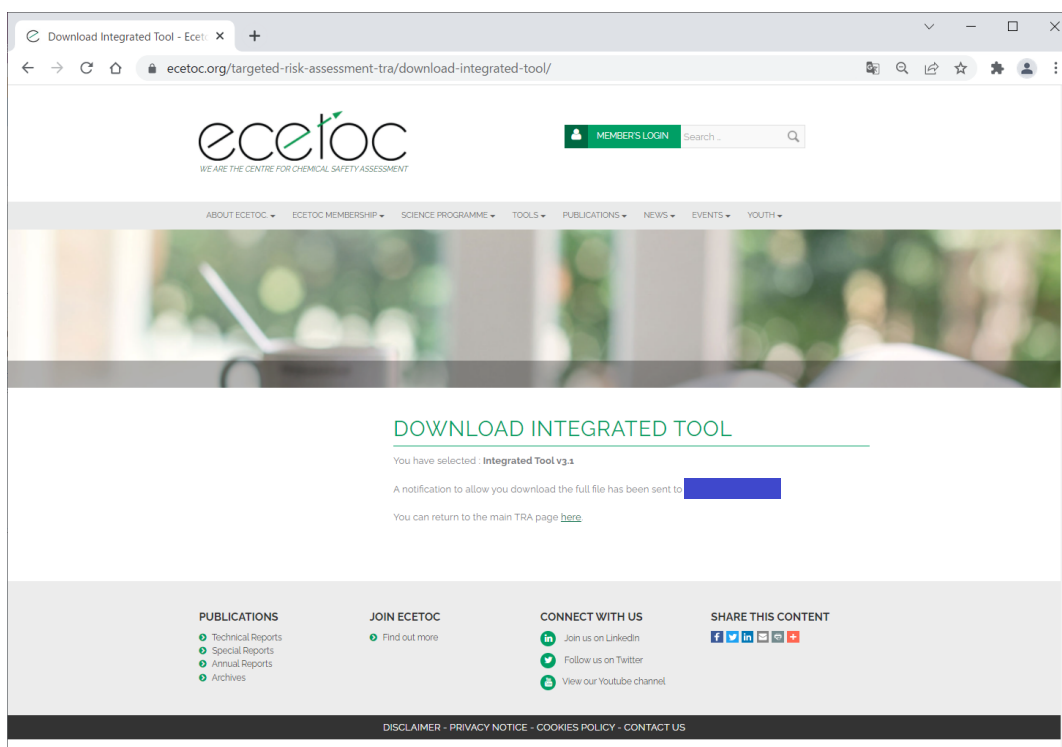 Download Integrated Tool - Ecetc
ecetoc.org/targeted-risk-assessment-tra/download-integrated-tool/
ecetoc
WE ARE THE CENTRE FOR CHEMICAL SAFETY ASSESSMENT
MEMBER'S LOGIN
Search ...
ABOUT ECETOC. ECETOC MEMBERSHIP SCIENCE PROGRAMME TOOLS PUBLICATIONS NEWS EVENTS YOUTH
DOWNLOAD INTEGRATED TOOL
You have selected : Integrated Tool v3.1
A notification to allow you download the full file has been sent to
You can return to the main TRA page here.
PUBLICATIONS
Technical Reports
Special Reports
Annual Reports
Archives
JOIN ECETOC
Find out more
CONNECT WITH US
Join us on LinkedIn
Follow us on Twitter
View our Youtube channel
SHARE THIS CONTENT
DISCLAIMER - PRIVACY NOTICE - COOKIES POLICY - CONTACT US